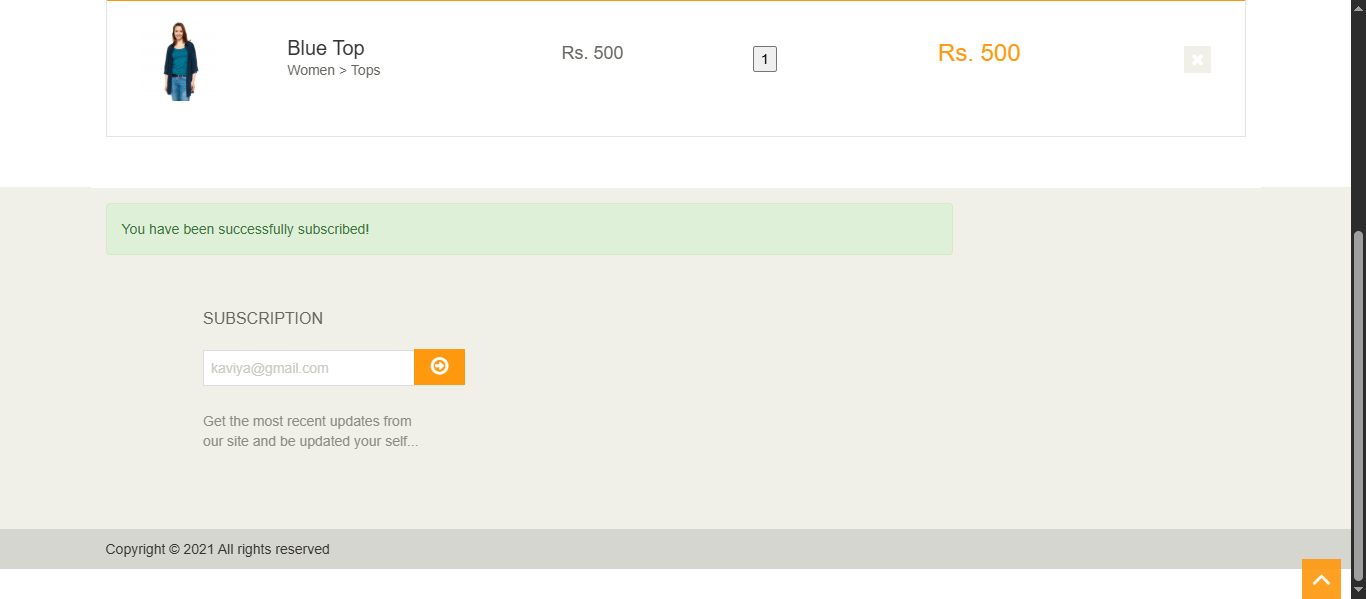 Blue Top
Women > Tops
Rs. 500
1
Rs. 500
You have been successfully subscribed!
SUBSCRIPTION
kaviya@gmail.com
Get the most recent updates from
our site and be updated your self...
Copyright © 2021 All rights reserved